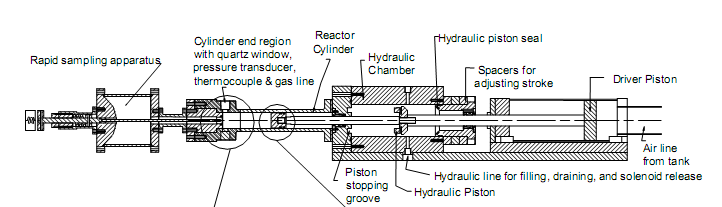 Rapid sampling apparatus
Cylinder end region
with quartz window,
pressure transducer,
thermocouple & gas line
Reactor
Cylinder
Hydraulic
Chamber
Hydraulic piston seal
Spacers for
adjusting stroke
Driver Piston
Air line
from tank
Piston
stopping
groove
Hydraulic line for filling, draining, and solenoid release
Hydraulic Piston